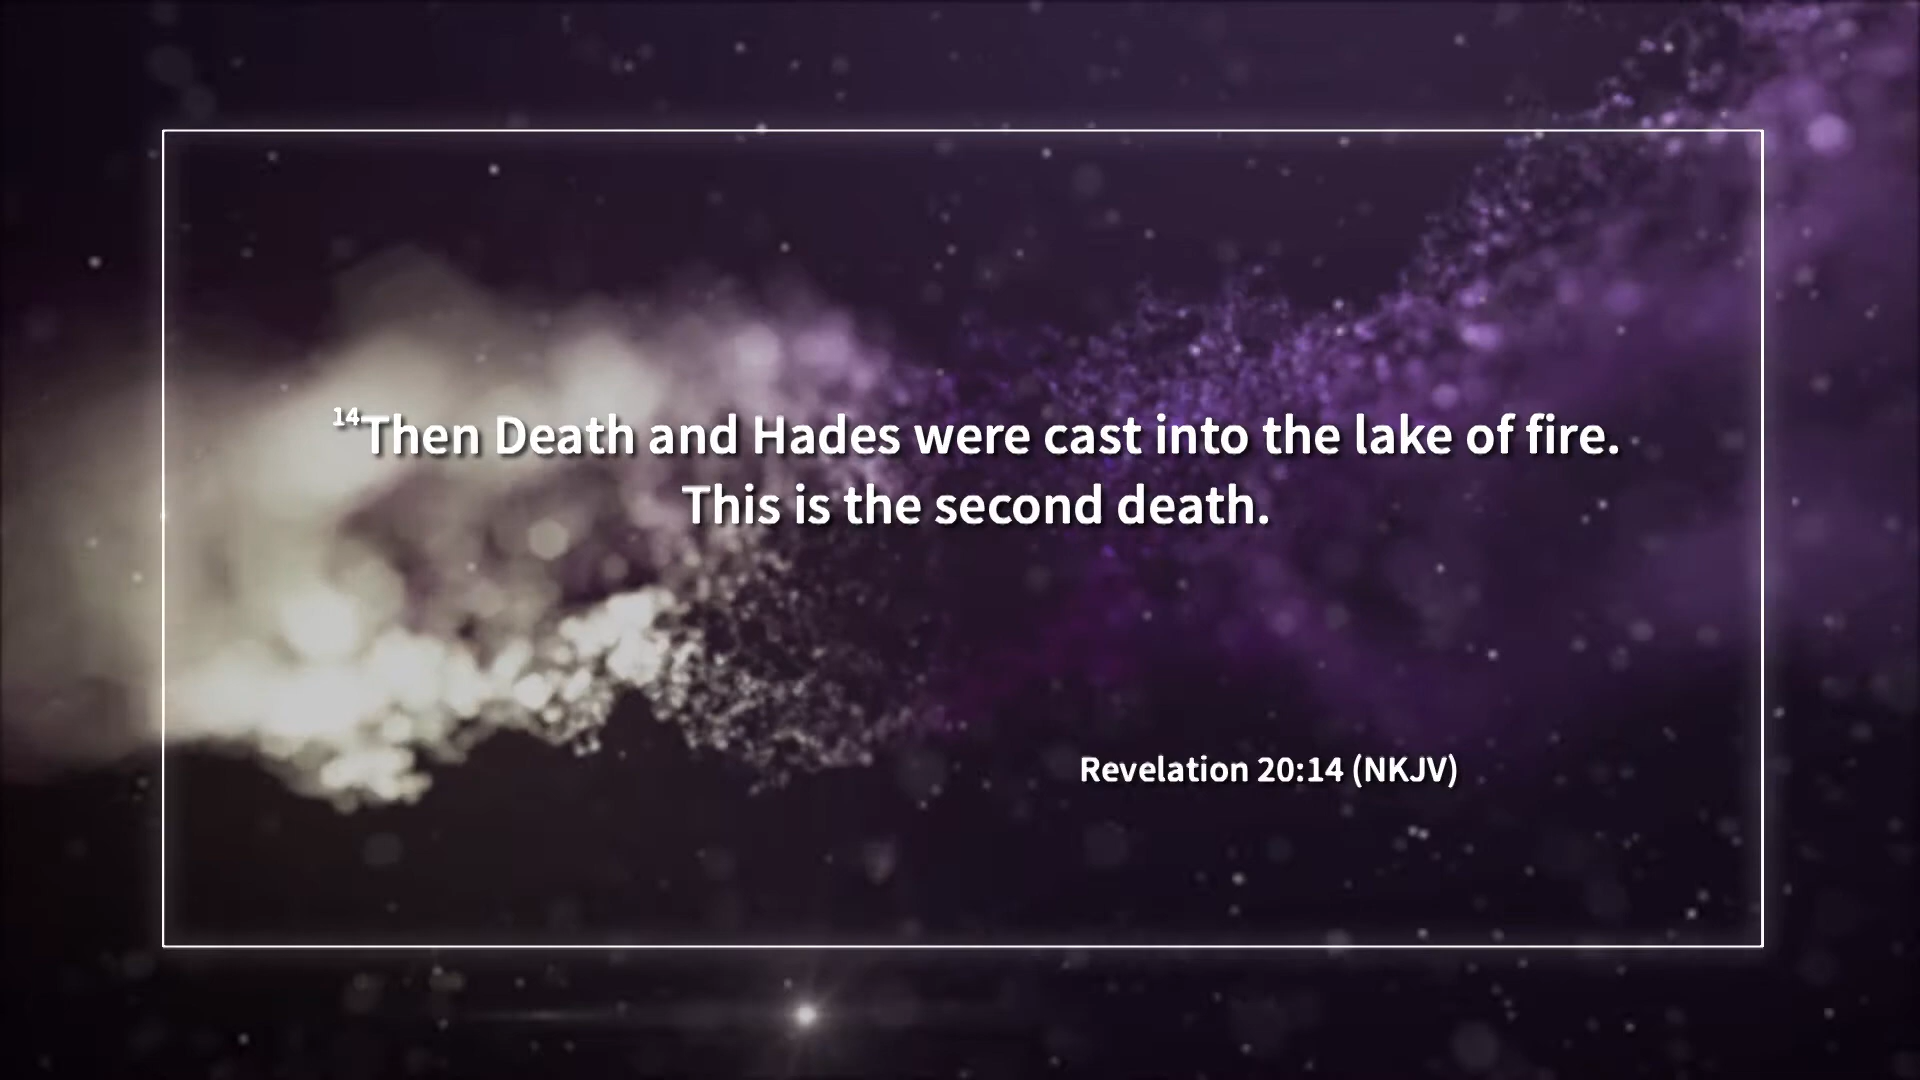 14Then Death and Hades were cast into the lake of fire.
This is the second death.
Revelation 20:14 (NKJV)